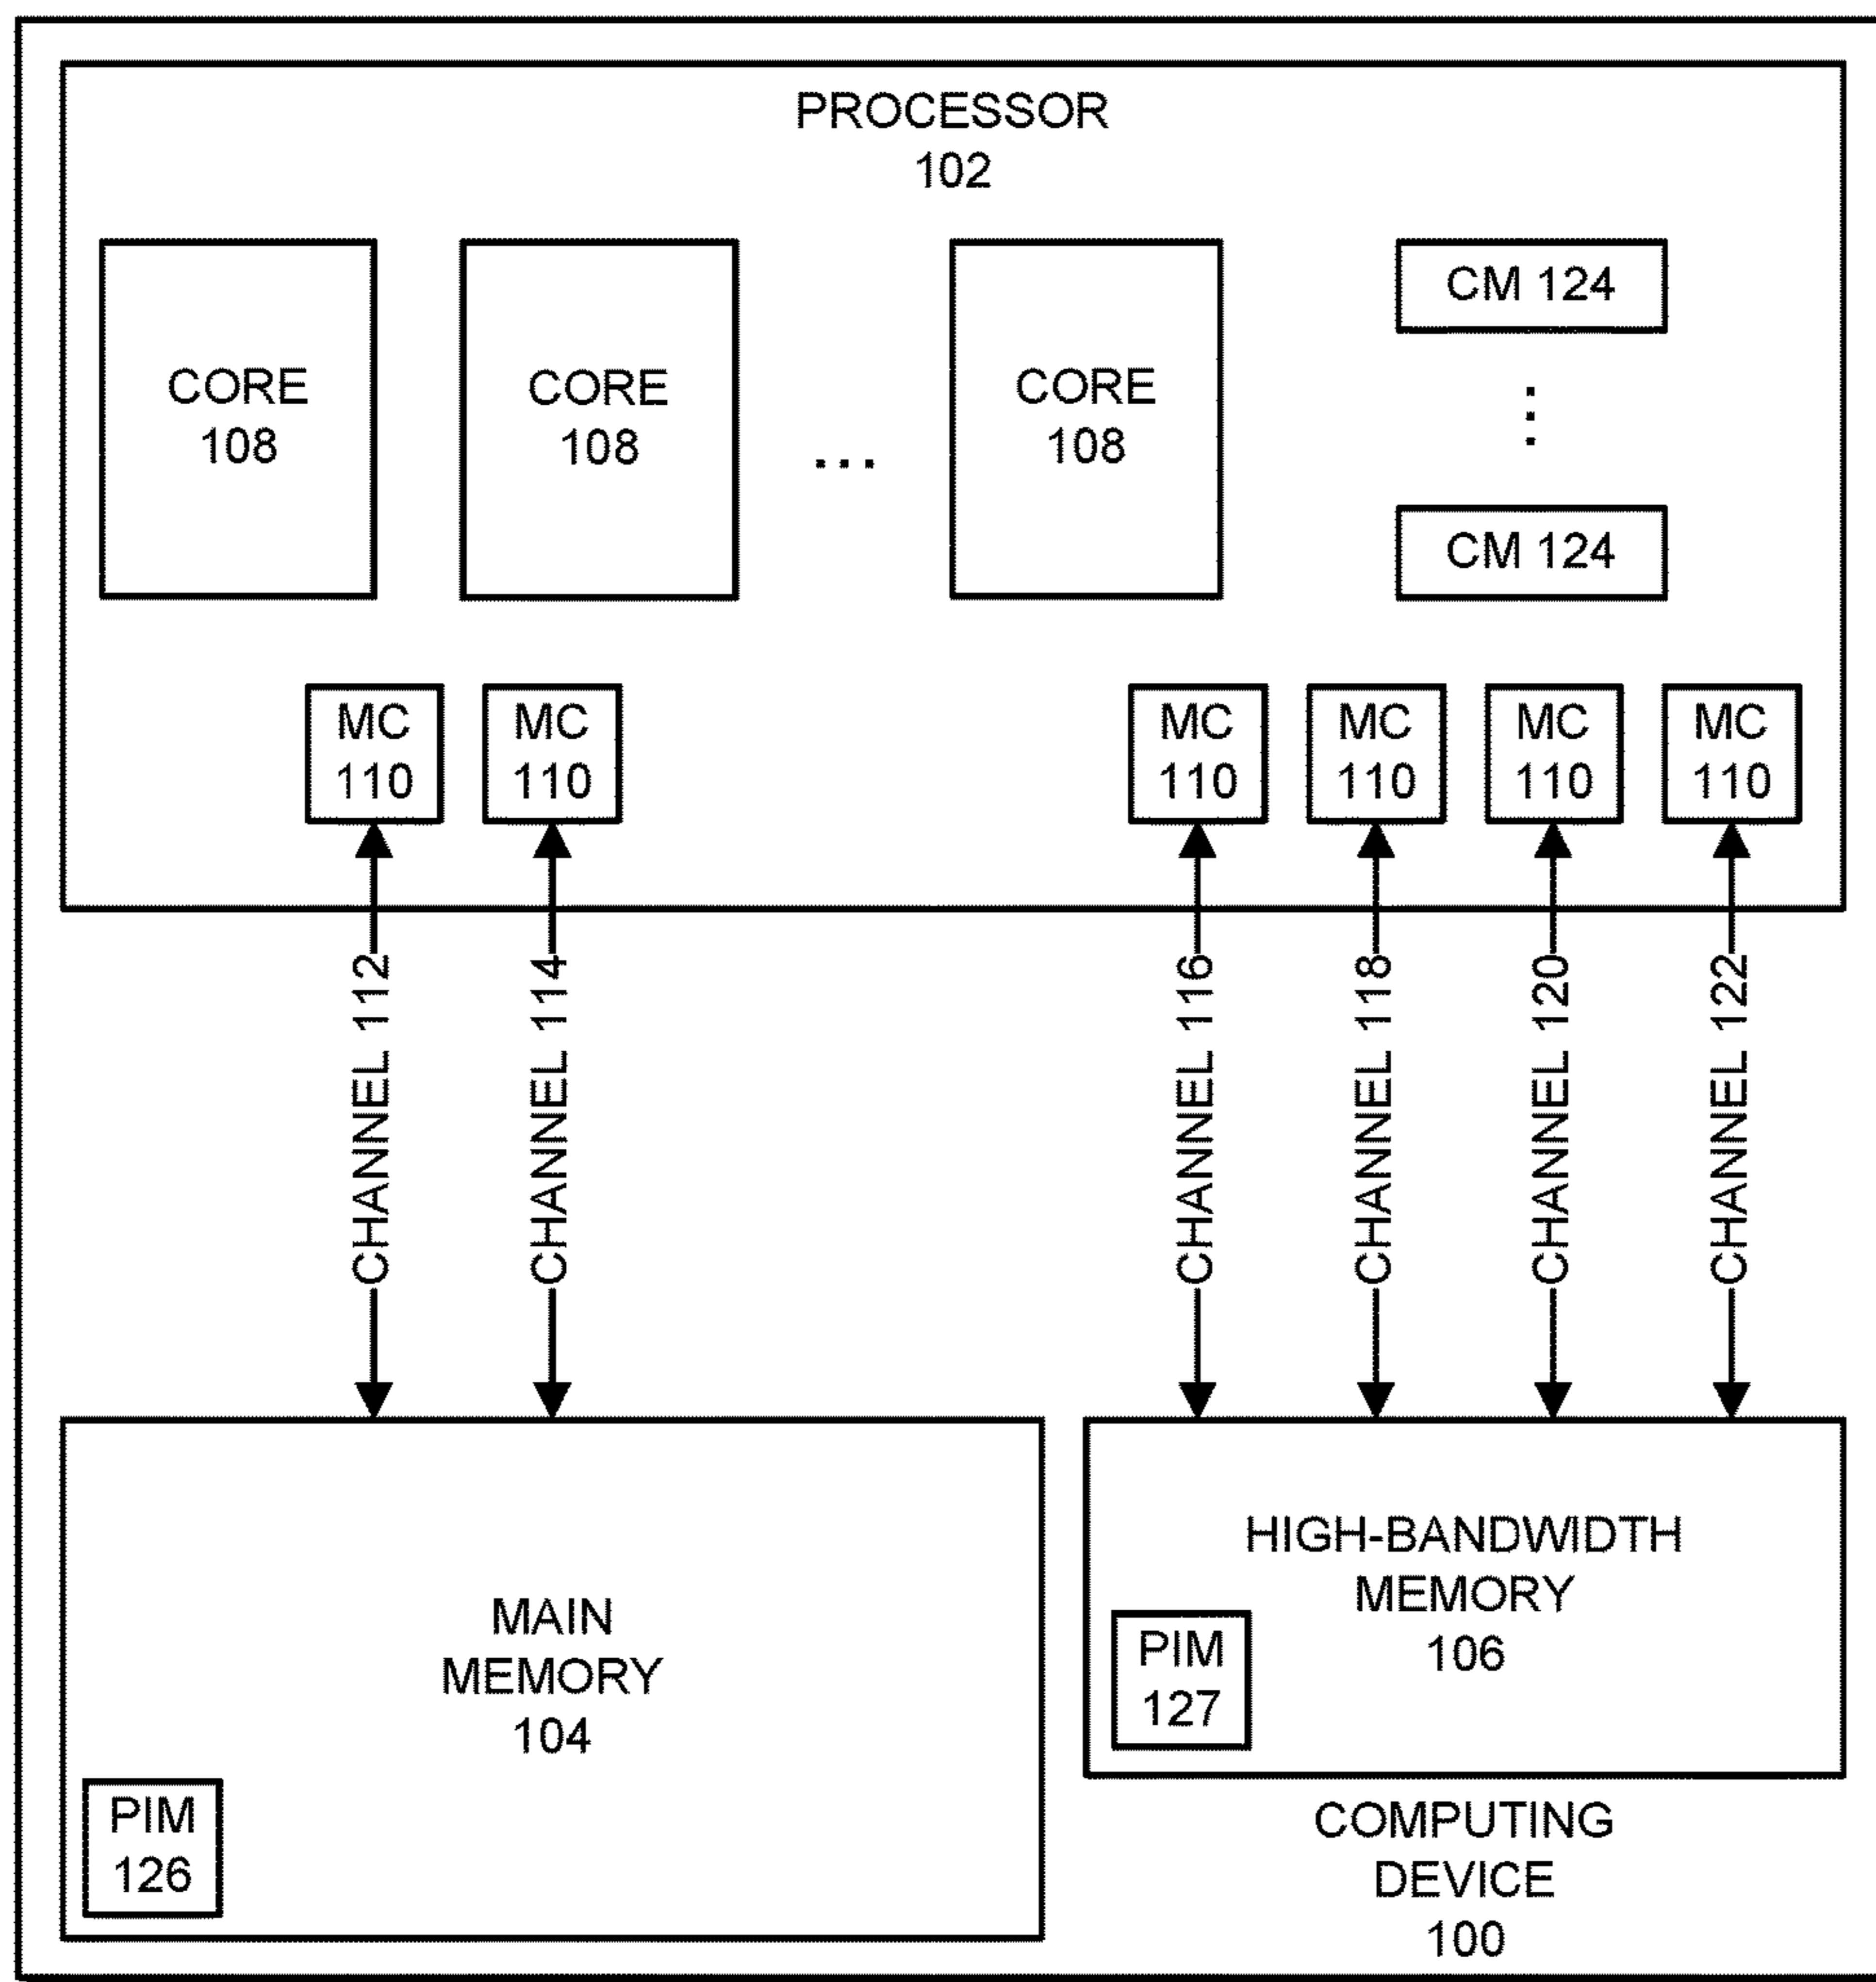 PROCESSOR
102
CORE
108
CORE
108
...
CORE
108
CM 124
⋮
CM 124
MC
110
MC
110
MC
110
MC
110
MC
110
MC
110
CHANNEL 112
CHANNEL 114
CHANNEL 116
CHANNEL 118
CHANNEL 120
CHANNEL 122
MAIN
MEMORY
104
PIM
126
HIGH-BANDWIDTH
MEMORY
106
PIM
127
COMPUTING
DEVICE
100